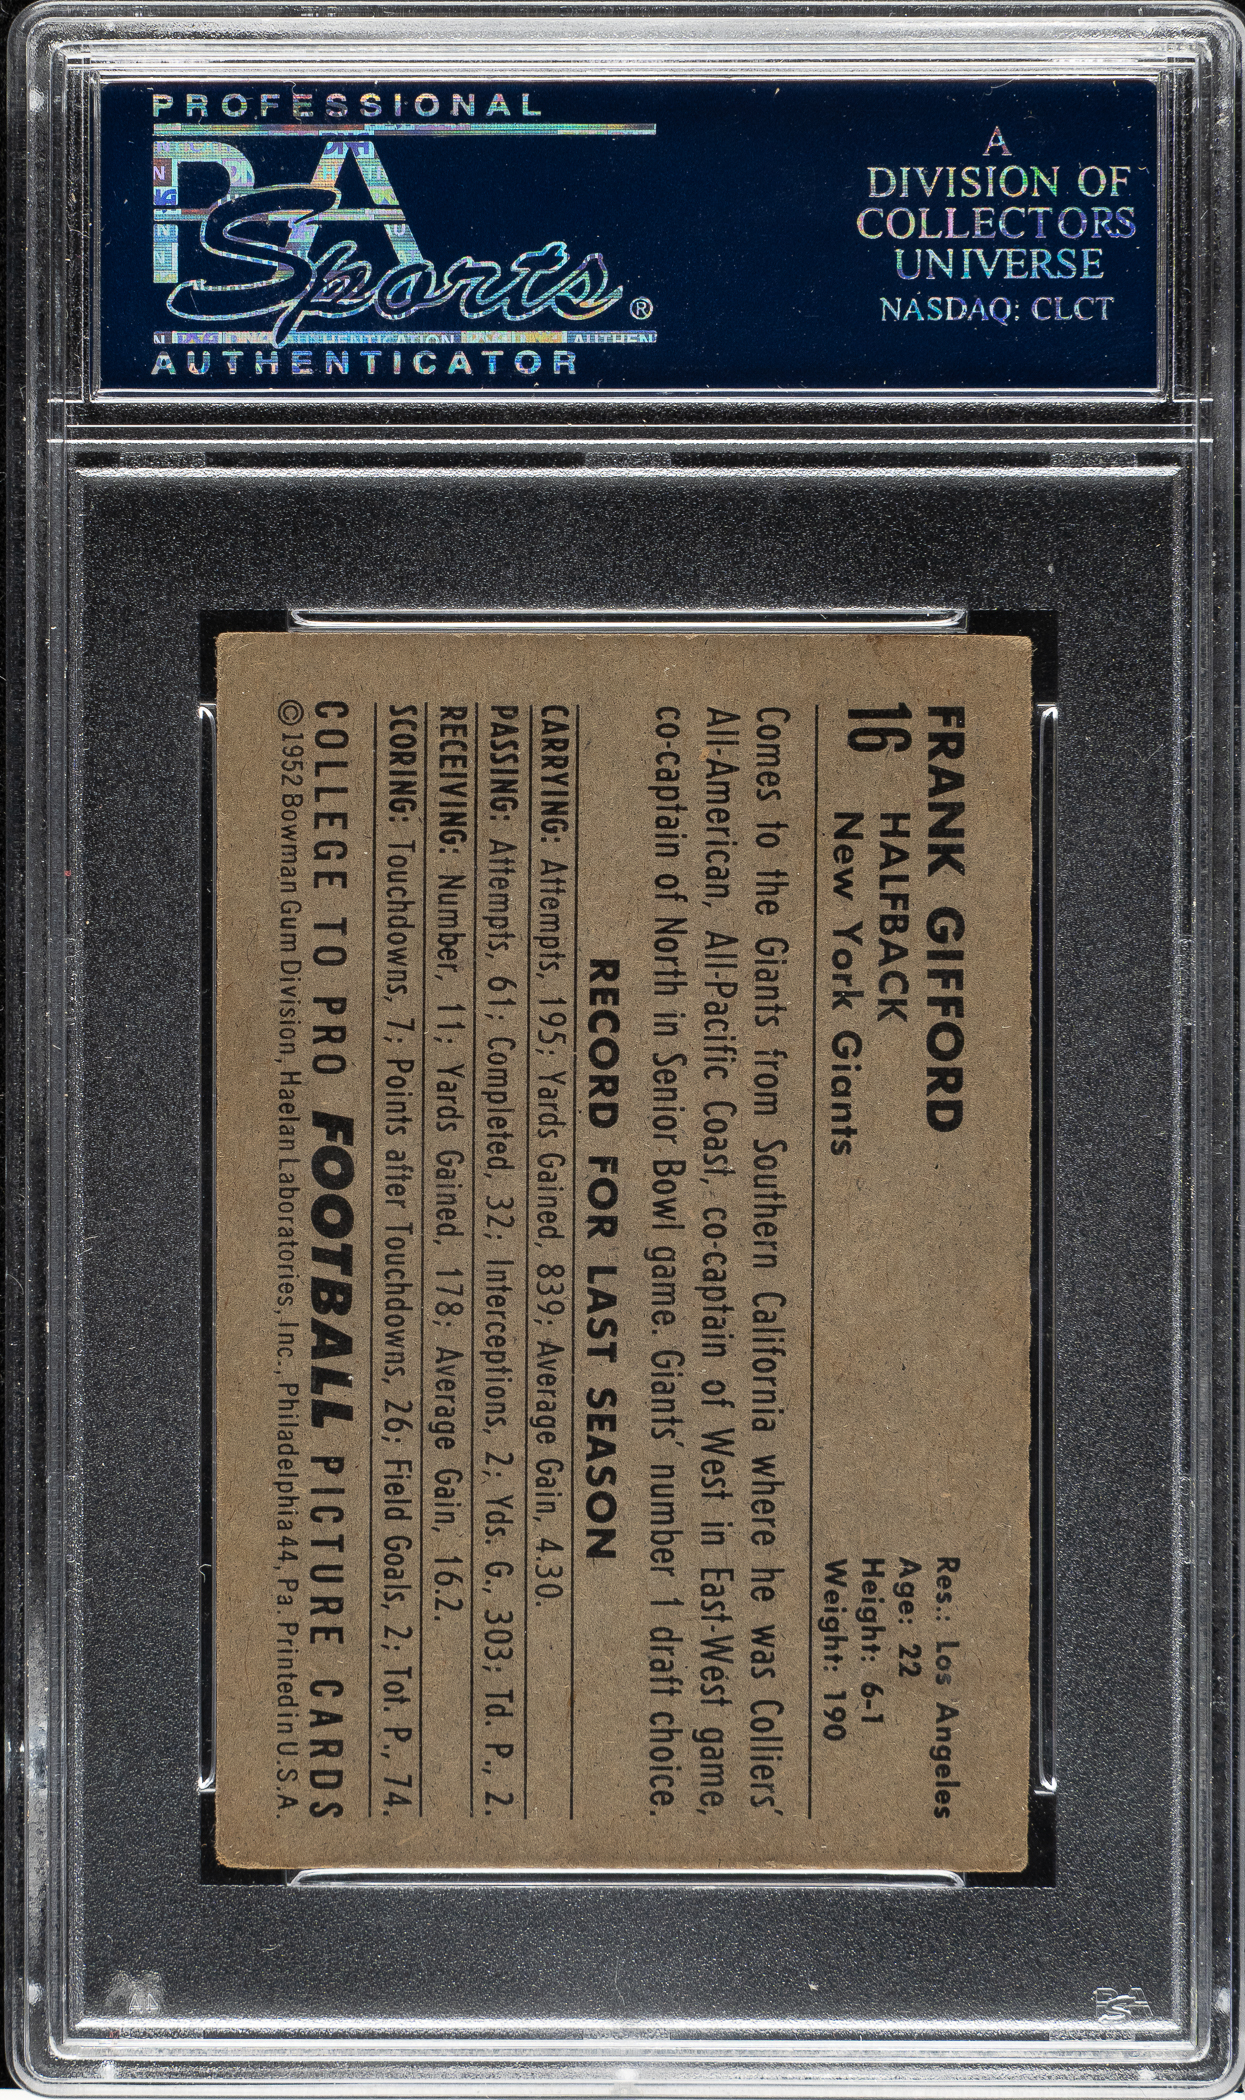 PROFESSIONAL
PSA
Sports®
AUTHENTICATOR
A
DIVISION OF
COLLECTORS
UNIVERSE
NASDAQ: CLCT
FRANK GIFFORD
16 HALFBACK
New York Giants
Res.: Los Angeles
Age: 22
Height: 6-1
Weight: 190
Comes to the Giants from Southern California where he was Colliers'
All-American, All-Pacific Coast, co-captain of West in East-West game,
co-captain of North in Senior Bowl game. Giants' number 1 draft choice.
RECORD FOR LAST SEASON
CARRYING: Attempts, 195; Yards Gained, 839; Average Gain, 4.30.
PASSING: Attempts, 61; Completed, 32; Interceptions, 2; Yds. G., 303; Td. P., 2.
RECEIVING: Number, 11; Yards Gained, 178; Average Gain, 16.2.
SCORING: Touchdowns, 7; Points after Touchdowns, 26; Field Goals, 2; Tot. P., 74.
COLLEGE TO PRO FOOTBALL PICTURE CARDS
©1952 Bowman Gum Division, Haelan Laboratories, Inc., Philadelphia 44, Pa. Printed in U.S.A.
PSA